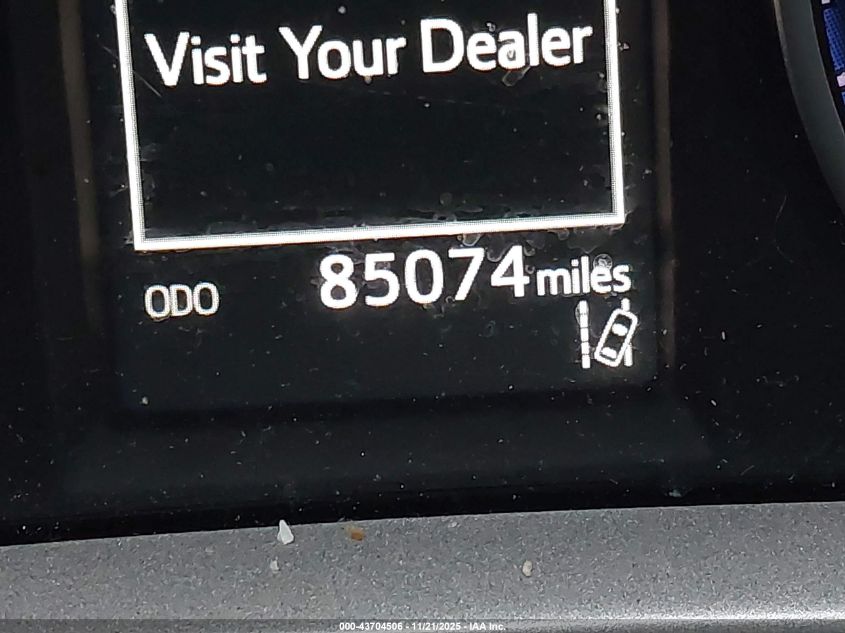 Visit Your Dealer
ODO 85074 miles
000-43704506 - 11/21/2025 - IAA Inc.